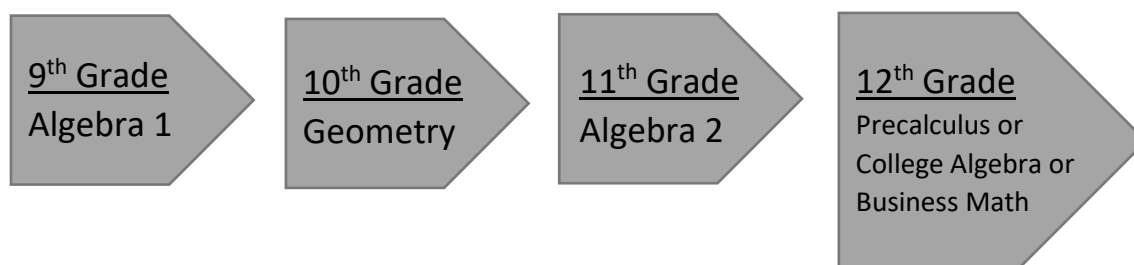 9th Grade
Algebra 1
10th Grade
Geometry
11th Grade
Algebra 2
12th Grade
Precalculus or
College Algebra or
Business Math